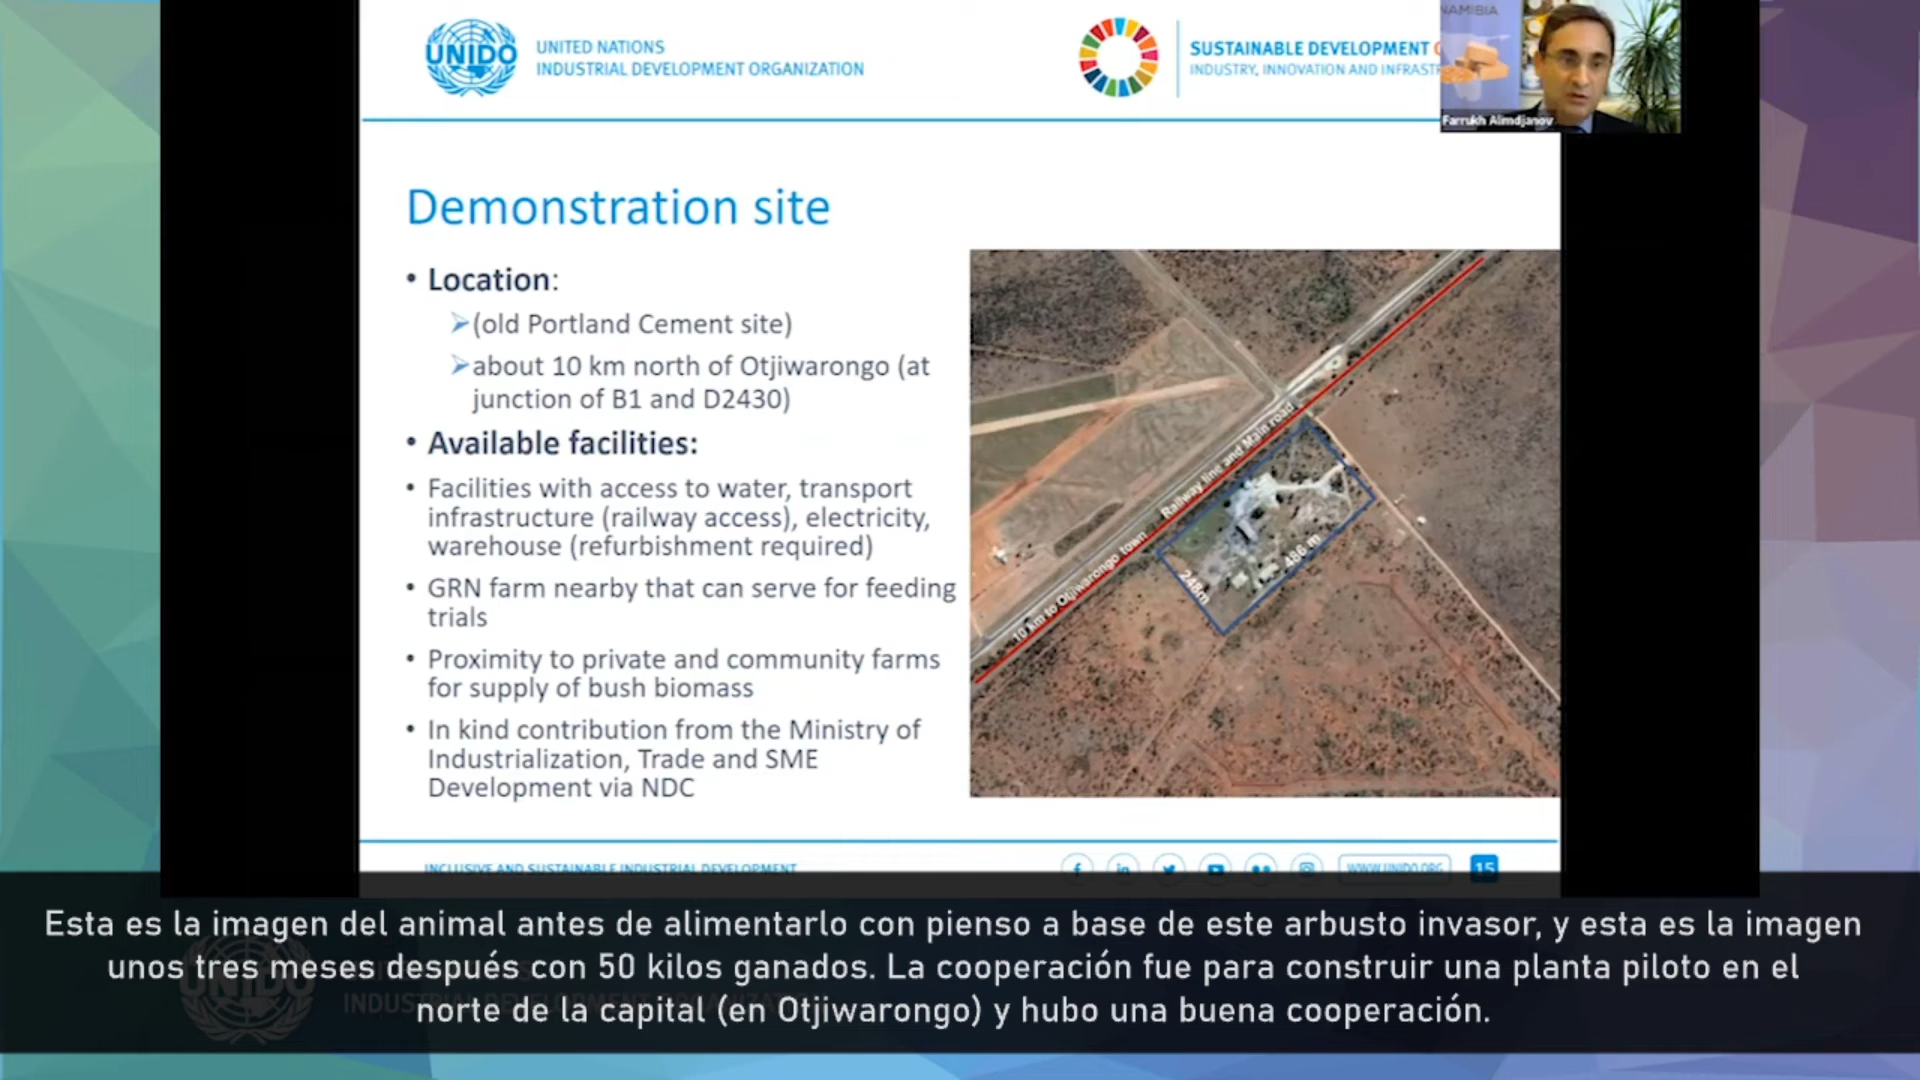 UNIDO
UNITED NATIONS
INDUSTRIAL DEVELOPMENT ORGANIZATION
SUSTAINABLE DEVELOPMENT
INDUSTRY, INNOVATION AND
NAMIBIA
Farrukh Alimdjanov
Demonstration site
• Location:
(old Portland Cement site)
about 10 km north of Otjiwarongo (at
junction of B1 and D2430)
• Available facilities:
• Facilities with access to water, transport
infrastructure (railway access), electricity,
warehouse (refurbishment required)
• GRN farm nearby that can serve for feeding
trials
• Proximity to private and community farms
for supply of bush biomass
• In kind contribution from the Ministry of
Industrialization, Trade and SME
Development via NDC
Railway line and Main road
10 km to Otjiwarongo town
248m
486 m
INCLUSIVE AND SUSTAINABLE INDUSTRIAL DEVELOPMENT
WWW.UNIDO.ORG
15
Esta es la imagen del animal antes de alimentarlo con pienso a base de este arbusto invasor, y esta es la imagen
unos tres meses después con 50 kilos ganados. La cooperación fue para construir una planta piloto en el
norte de la capital (en Otjiwarongo) y hubo una buena cooperación.